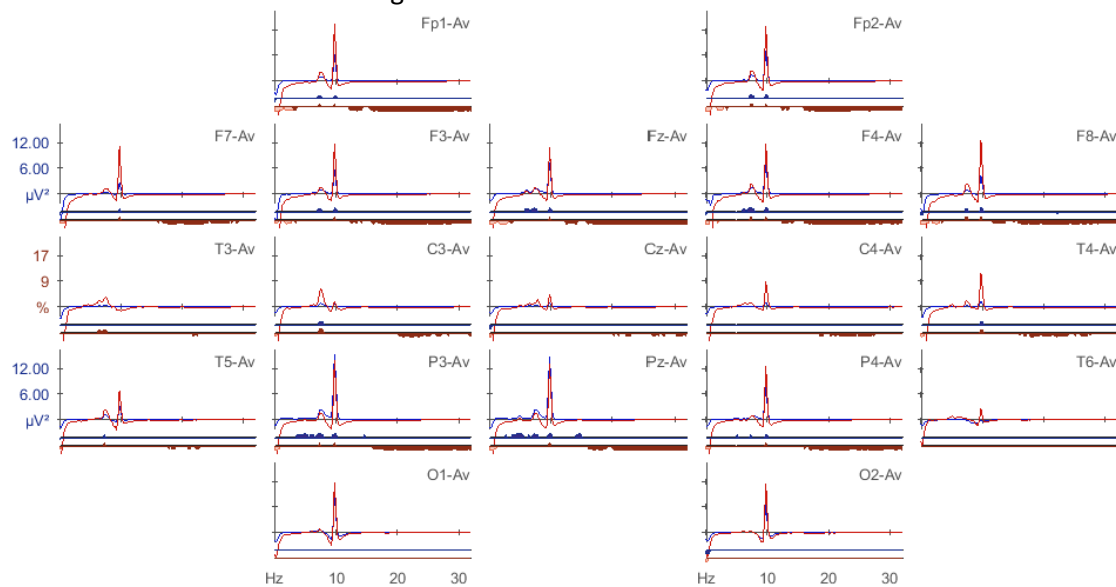 Fp1-Av Fp2-Av
F7-Av F3-Av Fz-Av F4-Av F8-Av
12.00
6.00
µV²
T3-Av C3-Av Cz-Av C4-Av T4-Av
17
9
%
T5-Av P3-Av Pz-Av P4-Av T6-Av
12.00
6.00
µV²
O1-Av O2-Av
Hz 10 20 30 Hz 10 20 30